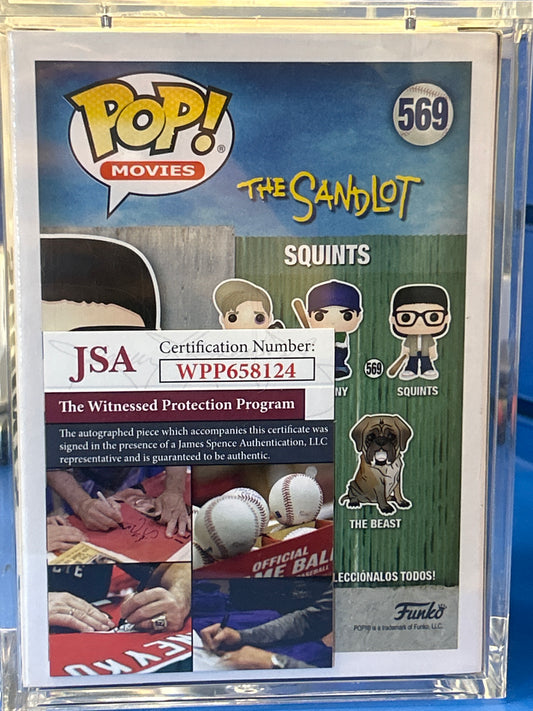 POP!
MOVIES
569
THE SANDLOT
SQUINTS
JSA
Certification Number:
WPP658124
The Witnessed Protection Program
The autographed piece which accompanies this certificate was
signed in the presence of a James Spence Authentication, LLC
representative and is guaranteed to be authentic.
NY
569
SQUINTS
THE BEAST
OFFICIAL
ME BALL
BASEBALL
LECCIÓNALOS TODOS!
Funko
POP!® is a trademark of Funko, LLC.